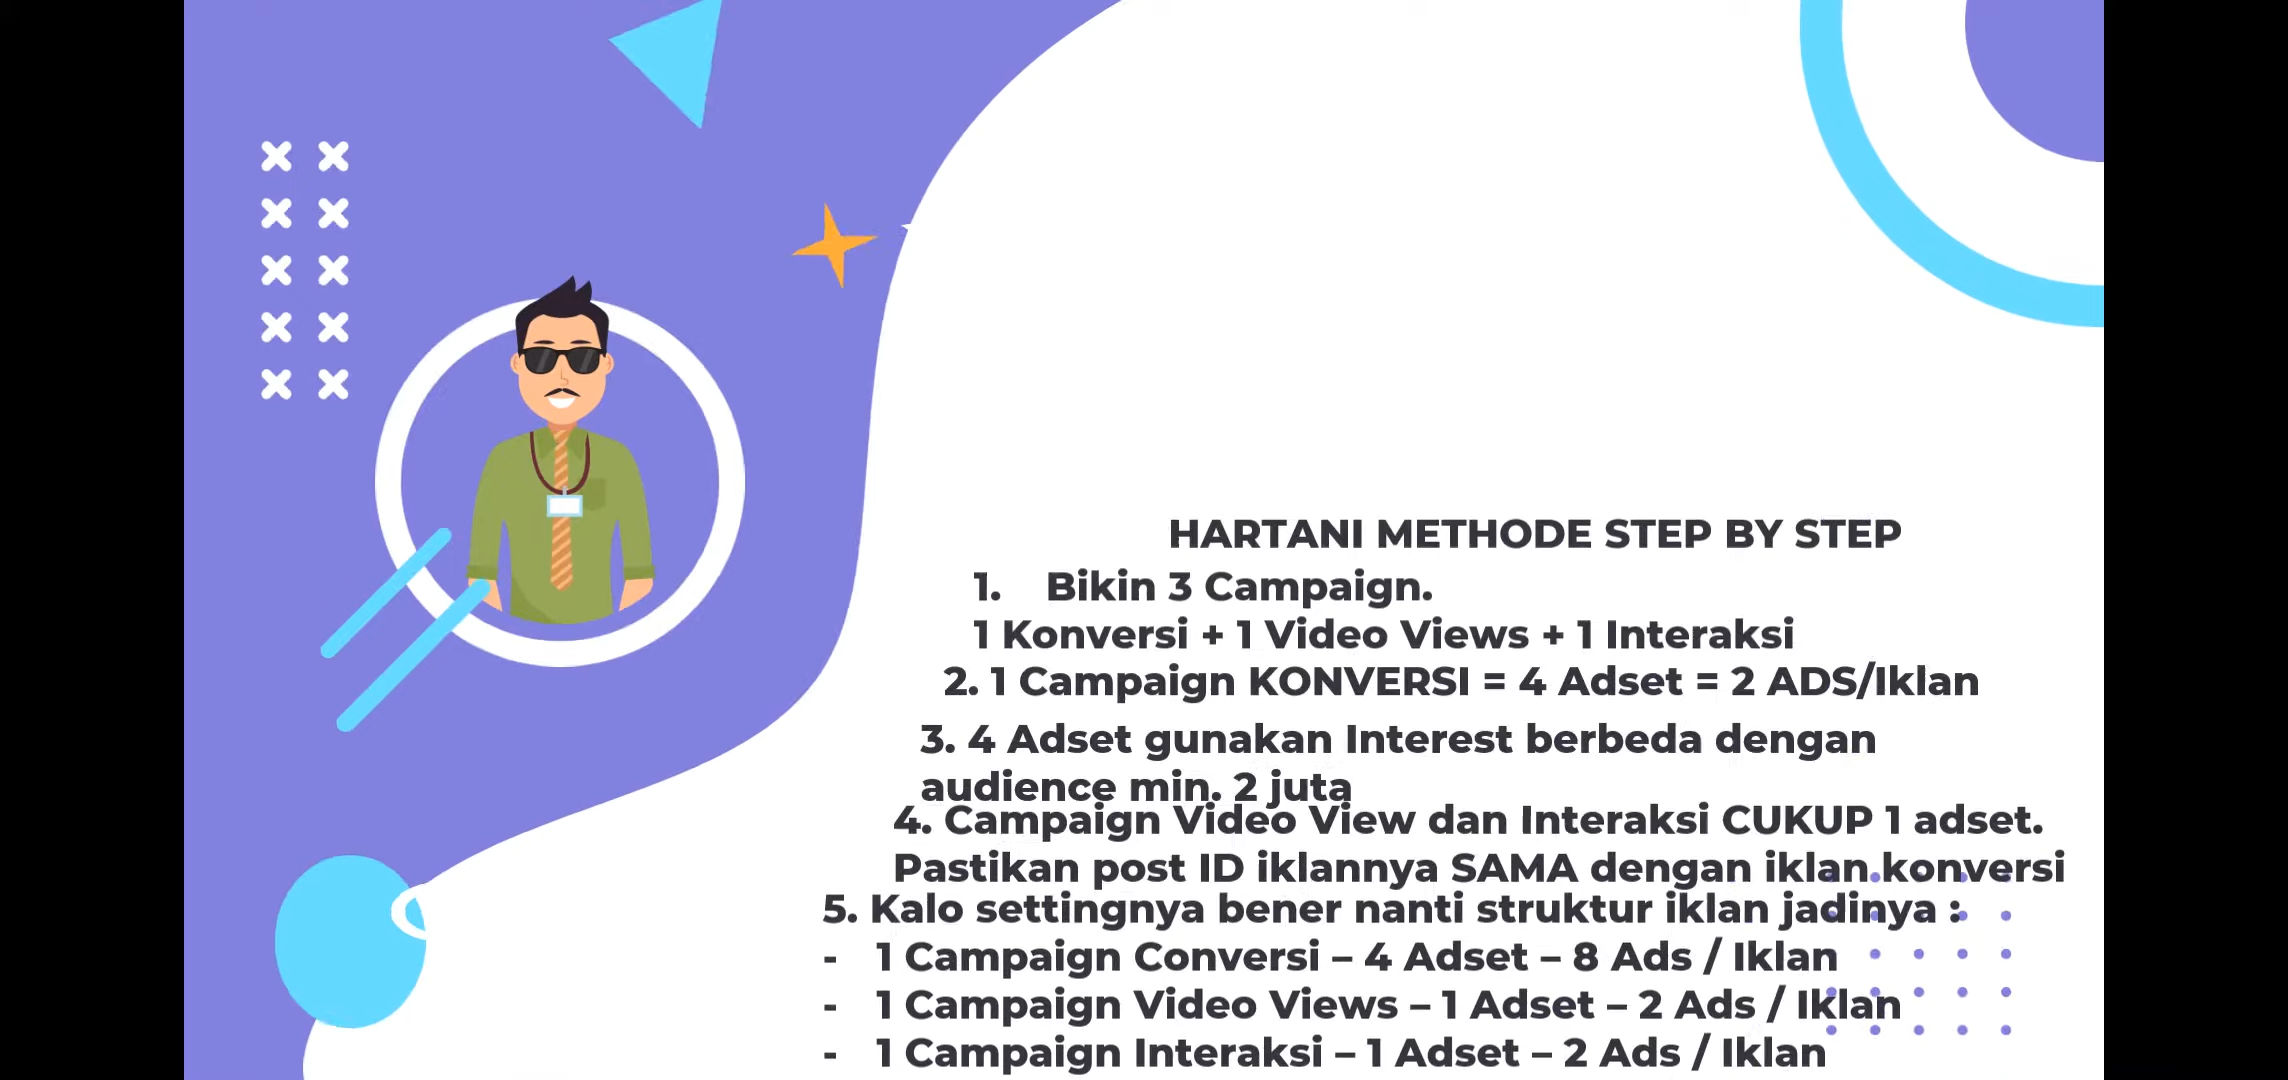 HARTANI METHODE STEP BY STEP
1. Bikin 3 Campaign.
1 Konversi + 1 Video Views + 1 Interaksi
2. 1 Campaign KONVERSI = 4 Adset = 2 ADS/Iklan
3. 4 Adset gunakan Interest berbeda dengan
audience min. 2 juta
4. Campaign Video View dan Interaksi CUKUP 1 adset.
Pastikan post ID iklannya SAMA dengan iklan konversi
5. Kalo settingnya bener nanti struktur iklan jadinya :
- 1 Campaign Conversi – 4 Adset – 8 Ads / Iklan
- 1 Campaign Video Views – 1 Adset – 2 Ads / Iklan
- 1 Campaign Interaksi – 1 Adset – 2 Ads / Iklan